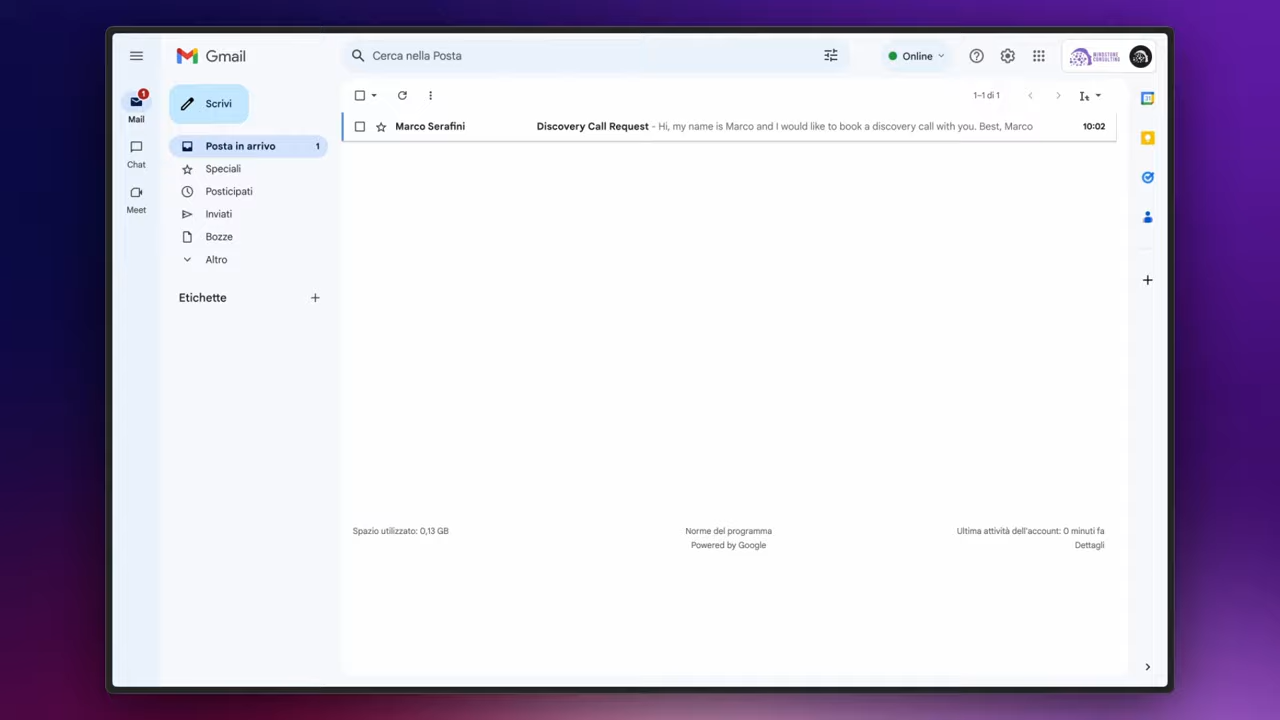 Gmail
Cerca nella Posta
Online
MINDSTONE
CONSULTING
1
Mail
Chat
Meet
Scrivi
Posta in arrivo 1
Speciali
Posticipati
Inviati
Bozze
Altro
Etichette
1–1 di 1
Marco Serafini Discovery Call Request - Hi, my name is Marco and I would like to book a discovery call with you. Best, Marco 10:02
Spazio utilizzato: 0,13 GB
Norme del programma
Powered by Google
Ultima attività dell'account: 0 minuti fa
Dettagli